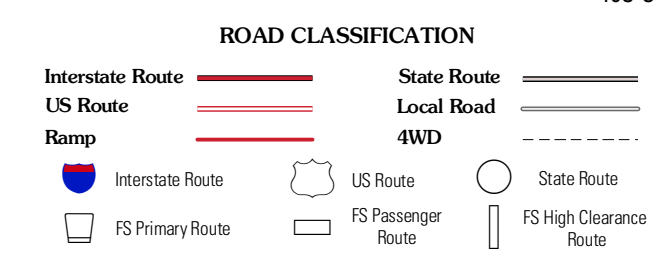 ROAD CLASSIFICATION
Interstate Route State Route
US Route Local Road
Ramp 4WD
Interstate Route US Route State Route
FS Primary Route FS Passenger Route FS High Clearance Route